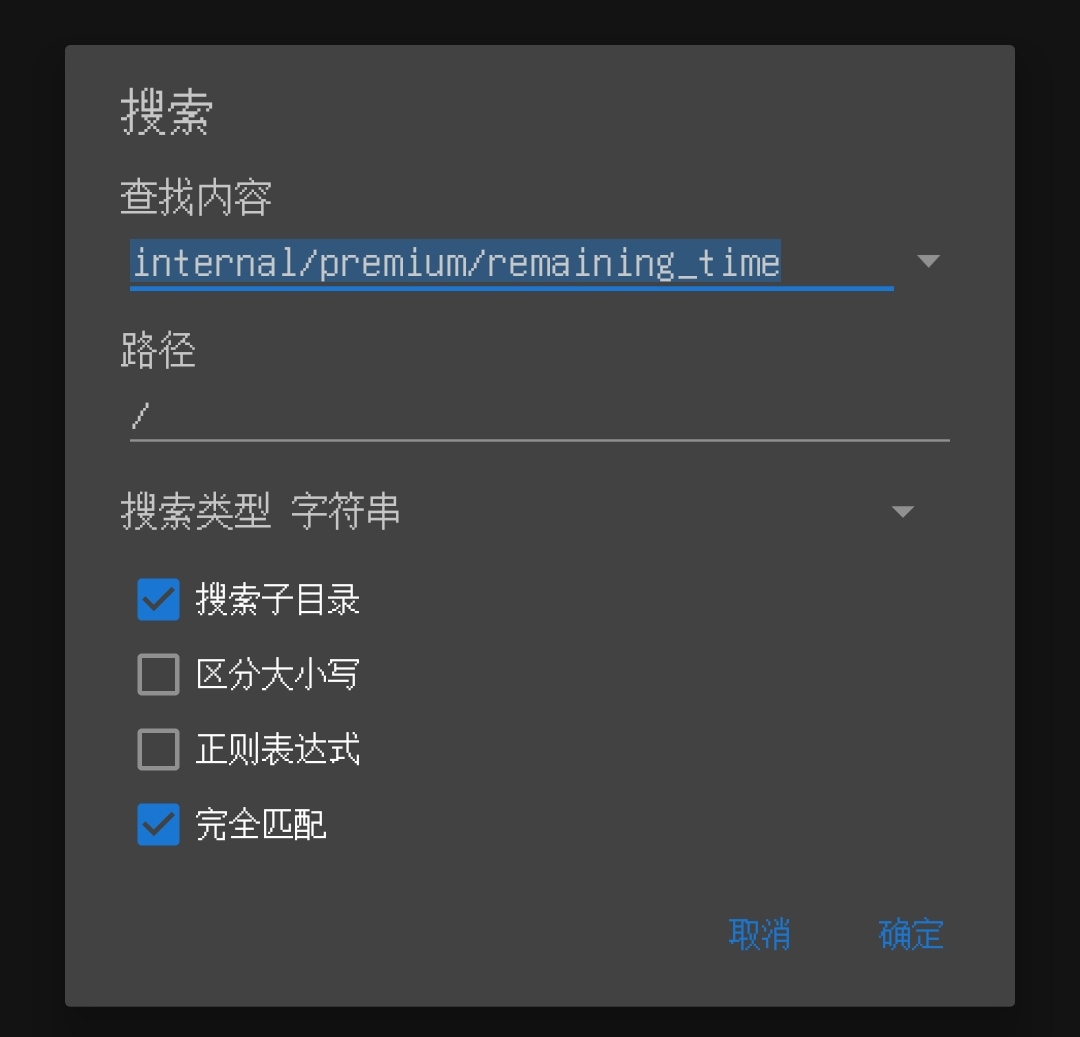 搜索
查找内容
internal/premium/remaining_time
路径
/
搜索类型 字符串
搜索子目录
区分大小写
正则表达式
完全匹配
取消 确定